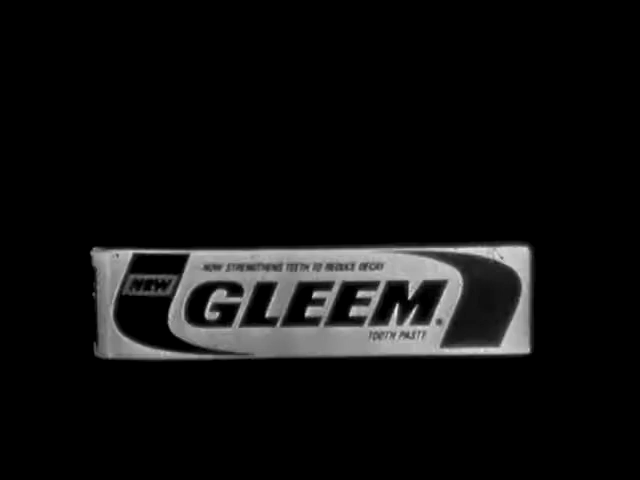 NOW STRENGTHENS TEETH TO REDUCE DECAY
NEW
GLEEM®
TOOTH PASTE